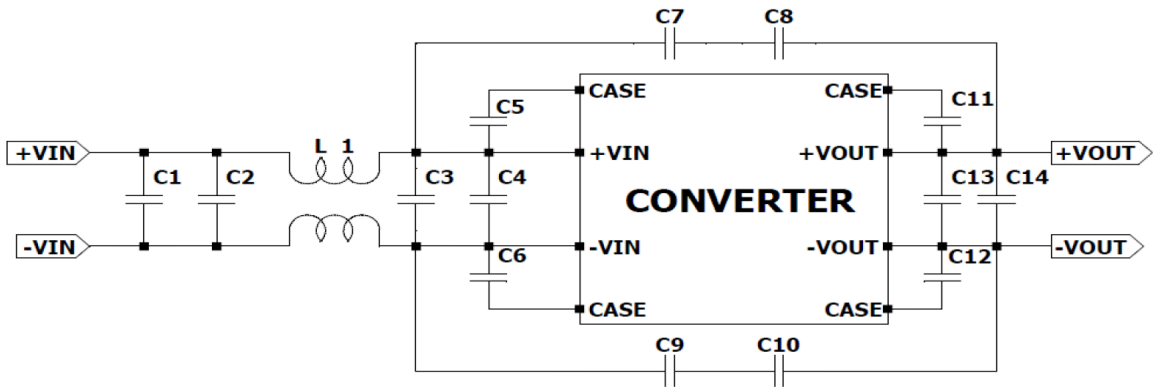 C7 C8
CASE CASE
C5 C11
L 1
+VIN +VIN +VOUT +VOUT
C1 C2 C3 C4 C13 C14
CONVERTER
-VIN -VIN -VOUT -VOUT
C6 C12
CASE CASE
C9 C10